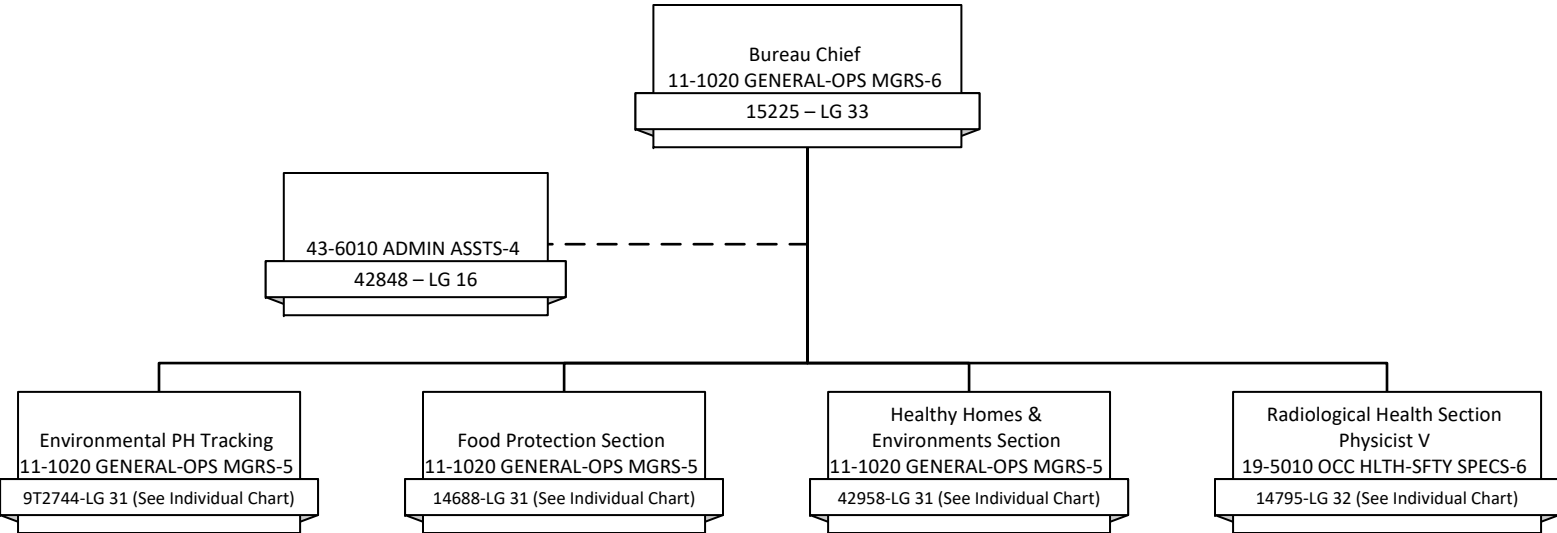 Bureau Chief
11-1020 GENERAL-OPS MGRS-6
15225 – LG 33
43-6010 ADMIN ASSTS-4
42848 – LG 16
Environmental PH Tracking
11-1020 GENERAL-OPS MGRS-5
9T2744-LG 31 (See Individual Chart)
Food Protection Section
11-1020 GENERAL-OPS MGRS-5
14688-LG 31 (See Individual Chart)
Healthy Homes &
Environments Section
11-1020 GENERAL-OPS MGRS-5
42958-LG 31 (See Individual Chart)
Radiological Health Section
Physicist V
19-5010 OCC HLTH-SFTY SPECS-6
14795-LG 32 (See Individual Chart)